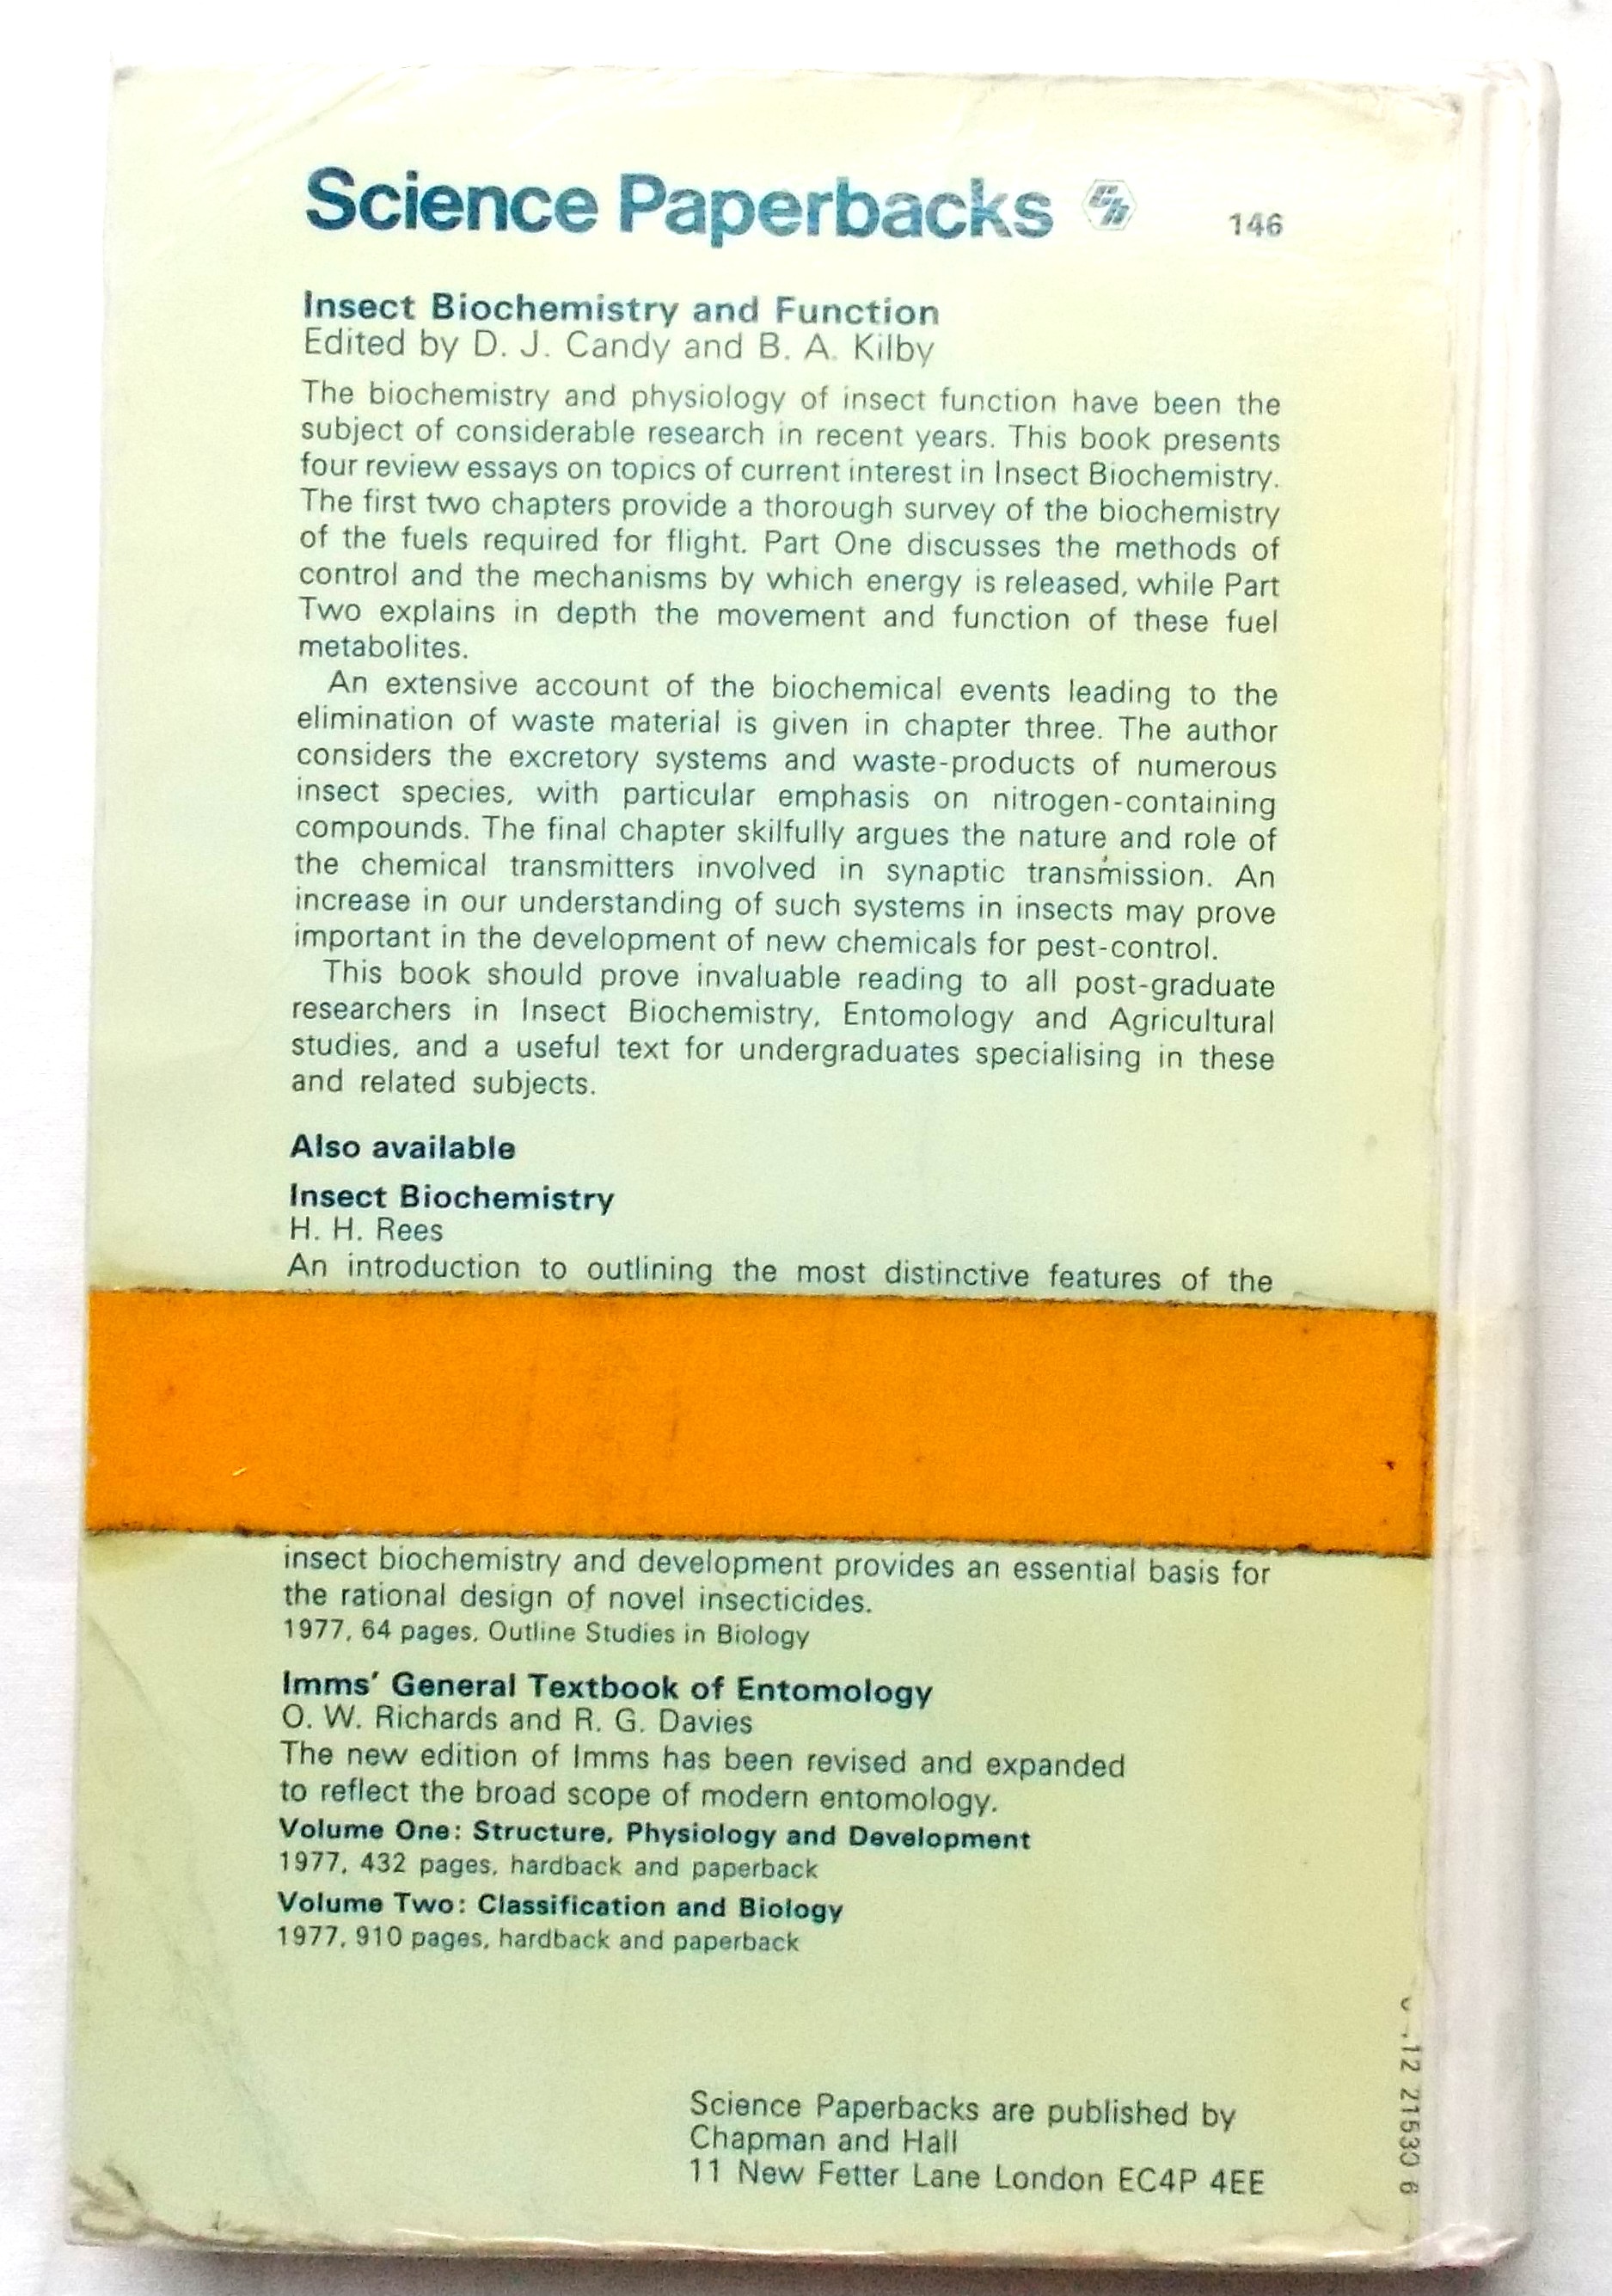 Science Paperbacks
146
Insect Biochemistry and Function
Edited by D. J. Candy and B. A. Kilby
The biochemistry and physiology of insect function have been the
subject of considerable research in recent years. This book presents
four review essays on topics of current interest in Insect Biochemistry.
The first two chapters provide a thorough survey of the biochemistry
of the fuels required for flight. Part One discusses the methods of
control and the mechanisms by which energy is released, while Part
Two explains in depth the movement and function of these fuel
metabolites.
An extensive account of the biochemical events leading to the
elimination of waste material is given in chapter three. The author
considers the excretory systems and waste-products of numerous
insect species, with particular emphasis on nitrogen-containing
compounds. The final chapter skilfully argues the nature and role of
the chemical transmitters involved in synaptic transmission. An
increase in our understanding of such systems in insects may prove
important in the development of new chemicals for pest-control.
This book should prove invaluable reading to all post-graduate
researchers in Insect Biochemistry, Entomology and Agricultural
studies, and a useful text for undergraduates specialising in these
and related subjects.
Also available
Insect Biochemistry
H. H. Rees
An introduction to outlining the most distinctive features of the
insect biochemistry and development provides an essential basis for
the rational design of novel insecticides.
1977, 64 pages, Outline Studies in Biology
Imms' General Textbook of Entomology
O. W. Richards and R. G. Davies
The new edition of Imms has been revised and expanded
to reflect the broad scope of modern entomology.
Volume One: Structure, Physiology and Development
1977, 432 pages, hardback and paperback
Volume Two: Classification and Biology
1977, 910 pages, hardback and paperback
Science Paperbacks are published by
Chapman and Hall
11 New Fetter Lane London EC4P 4EE
12 21530 6